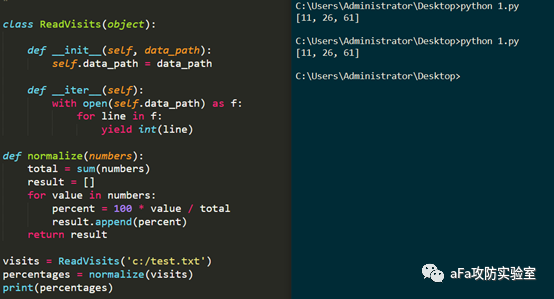 class ReadVisits(object):
def __init__(self, data_path):
self.data_path = data_path
def __iter__(self):
with open(self.data_path) as f:
for line in f:
yield int(line)
def normalize(numbers):
total = sum(numbers)
result = []
for value in numbers:
percent = 100 * value / total
result.append(percent)
return result
visits = ReadVisits('c:/test.txt')
percentages = normalize(visits)
print(percentages)
C:\Users\Administrator\Desktop>python 1.py
[11, 26, 61]
C:\Users\Administrator\Desktop>python 1.py
[11, 26, 61]
C:\Users\Administrator\Desktop>
aFa攻防实验室